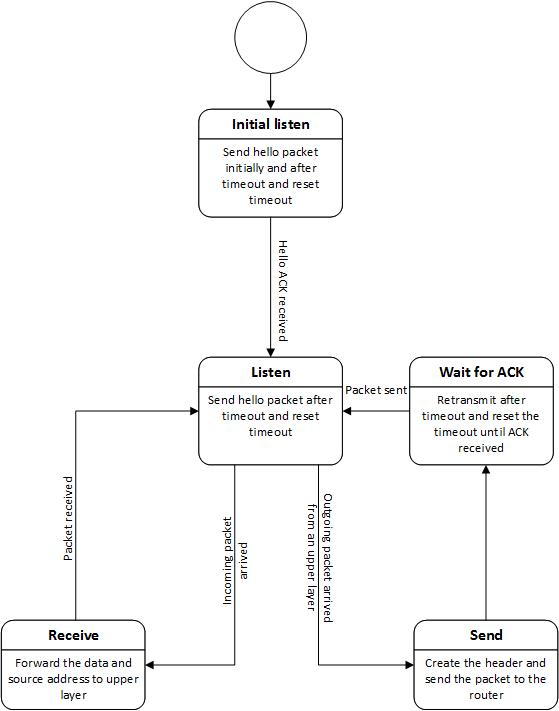 Initial listen
Send hello packet
initially and after
timeout and reset
timeout
Hello ACK received
Listen
Send hello packet after
timeout and reset
timeout
Packet sent
Wait for ACK
Retransmit after
timeout and reset the
timeout until ACK
received
Packet received
Incoming packet
arrived
Outgoing packet arrived
from an upper layer
Receive
Forward the data and
source address to upper
layer
Send
Create the header and
send the packet to the
router